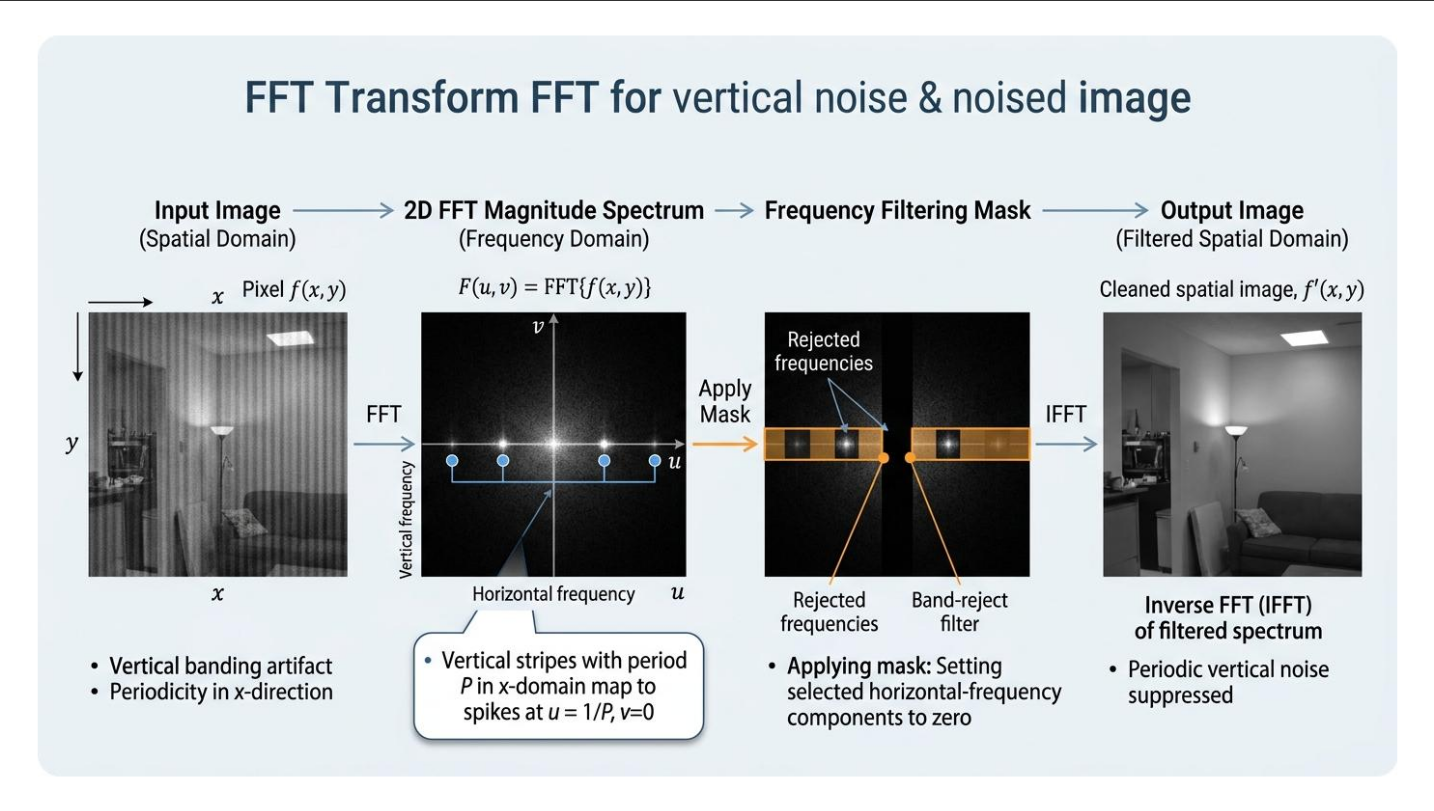 FFT Transform FFT for vertical noise & noised image
Input Image
(Spatial Domain)
2D FFT Magnitude Spectrum
(Frequency Domain)
Frequency Filtering Mask
Output Image
(Filtered Spatial Domain)
x Pixel f(x,y)
y
x
FFT
F(u,v) = FFT{f(x,y)}
v
u
Vertical frequency
Horizontal frequency u
Apply
Mask
Rejected
frequencies
Rejected
frequencies
Band-reject
filter
IFFT
Cleaned spatial image, f′(x,y)
Inverse FFT (IFFT)
of filtered spectrum
• Vertical banding artifact
• Periodicity in x-direction
• Vertical stripes with period
P in x-domain map to
spikes at u = 1/P, v=0
• Applying mask: Setting
selected horizontal-frequency
components to zero
• Periodic vertical noise
suppressed